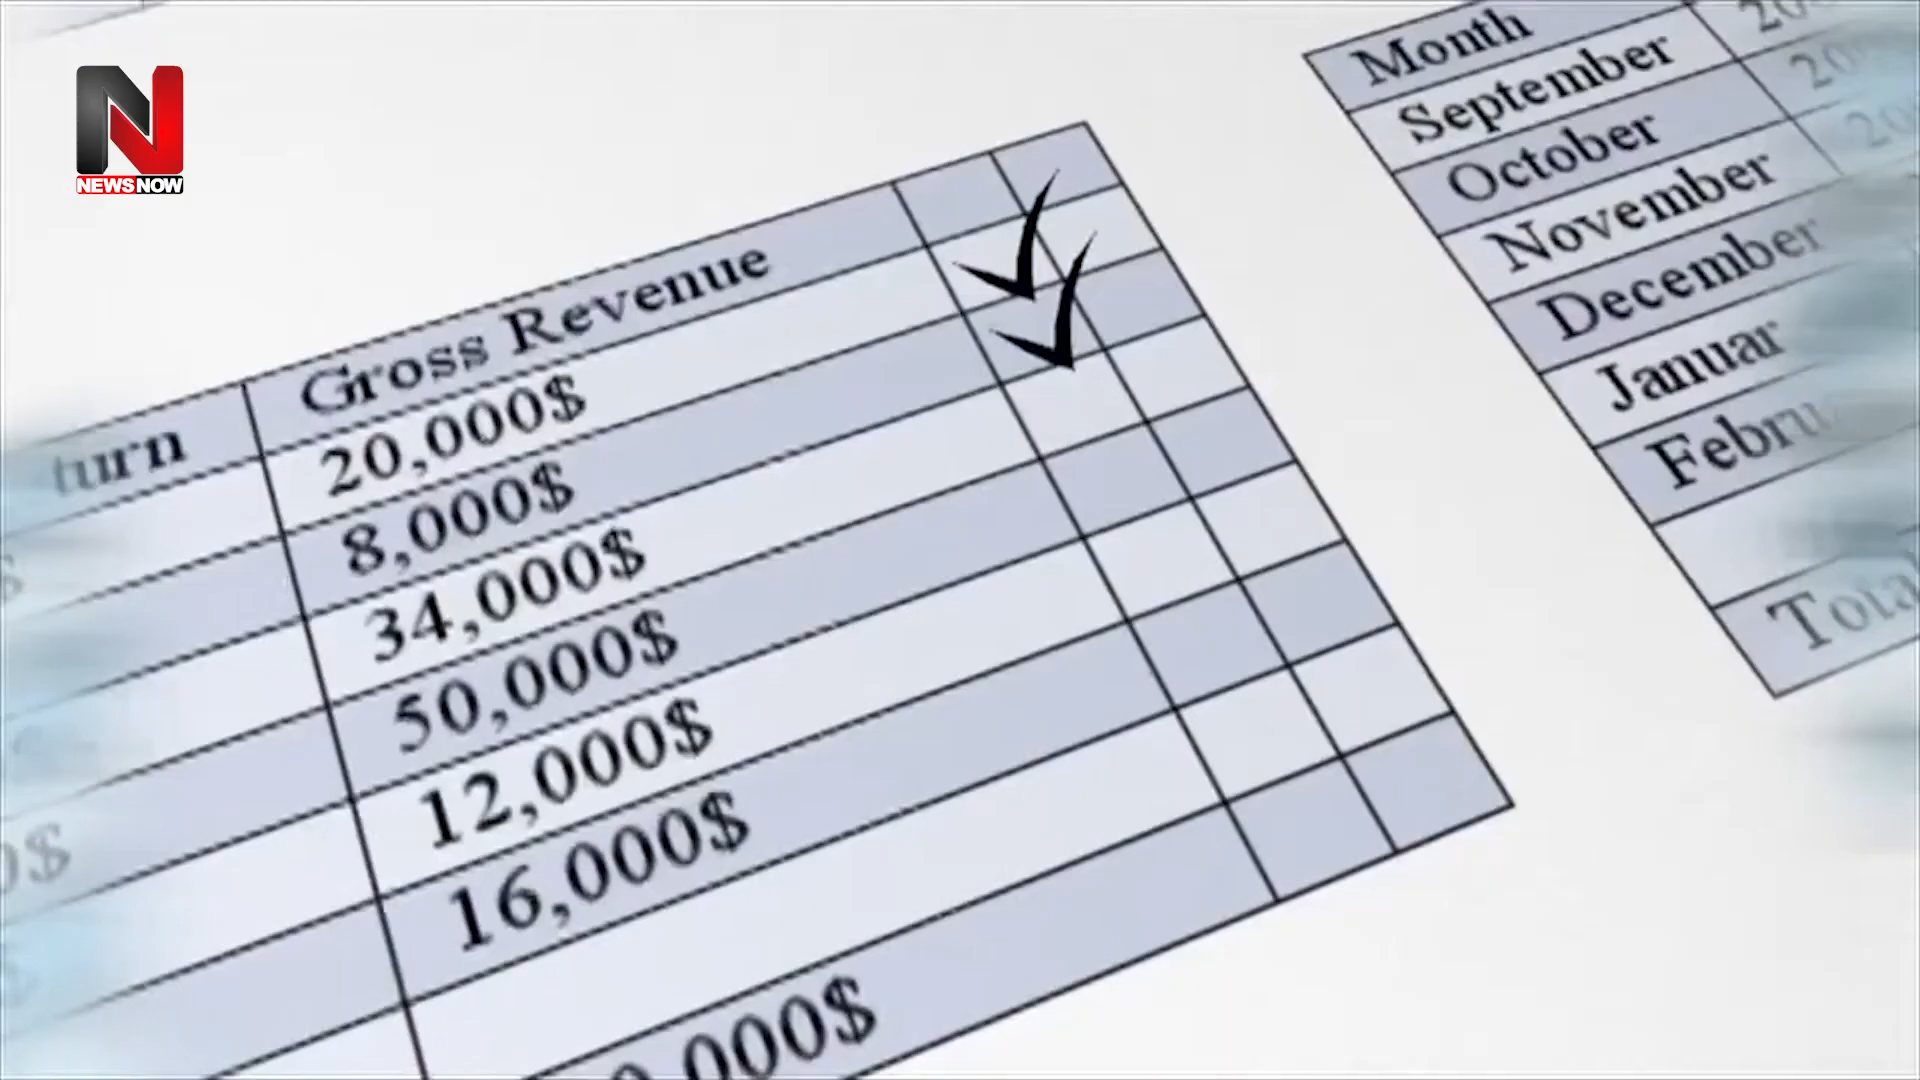 NEWSNOW
Gross Revenue
20,000$
8,000$
34,000$
50,000$
12,000$
16,000$
Month
September
October
November
December
Januar